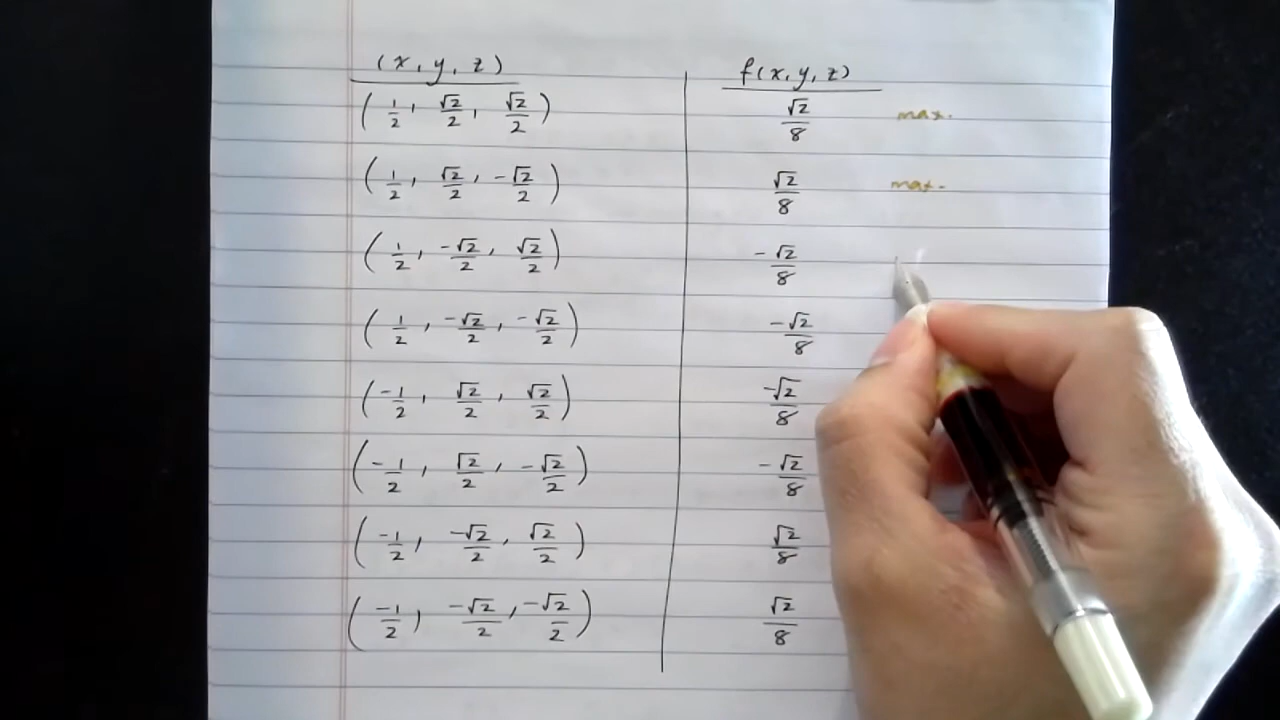 (x, y, z) f(x, y, z)
(1/2, √2/2, √2/2) √2/8 max.
(1/2, √2/2, -√2/2) √2/8 max.
(1/2, -√2/2, √2/2) -√2/8
(1/2, -√2/2, -√2/2) -√2/8
(-1/2, √2/2, √2/2) -√2/8
(-1/2, √2/2, -√2/2) -√2/8
(-1/2, -√2/2, √2/2) √2/8
(-1/2, -√2/2, -√2/2) √2/8